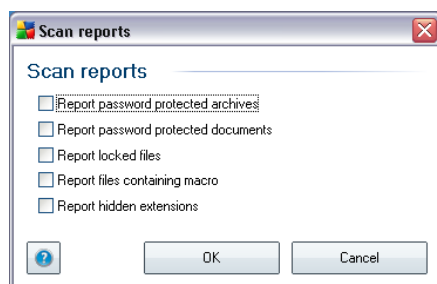 Scan reports
Scan reports
Report password protected archives
Report password protected documents
Report locked files
Report files containing macro
Report hidden extensions
? OK Cancel